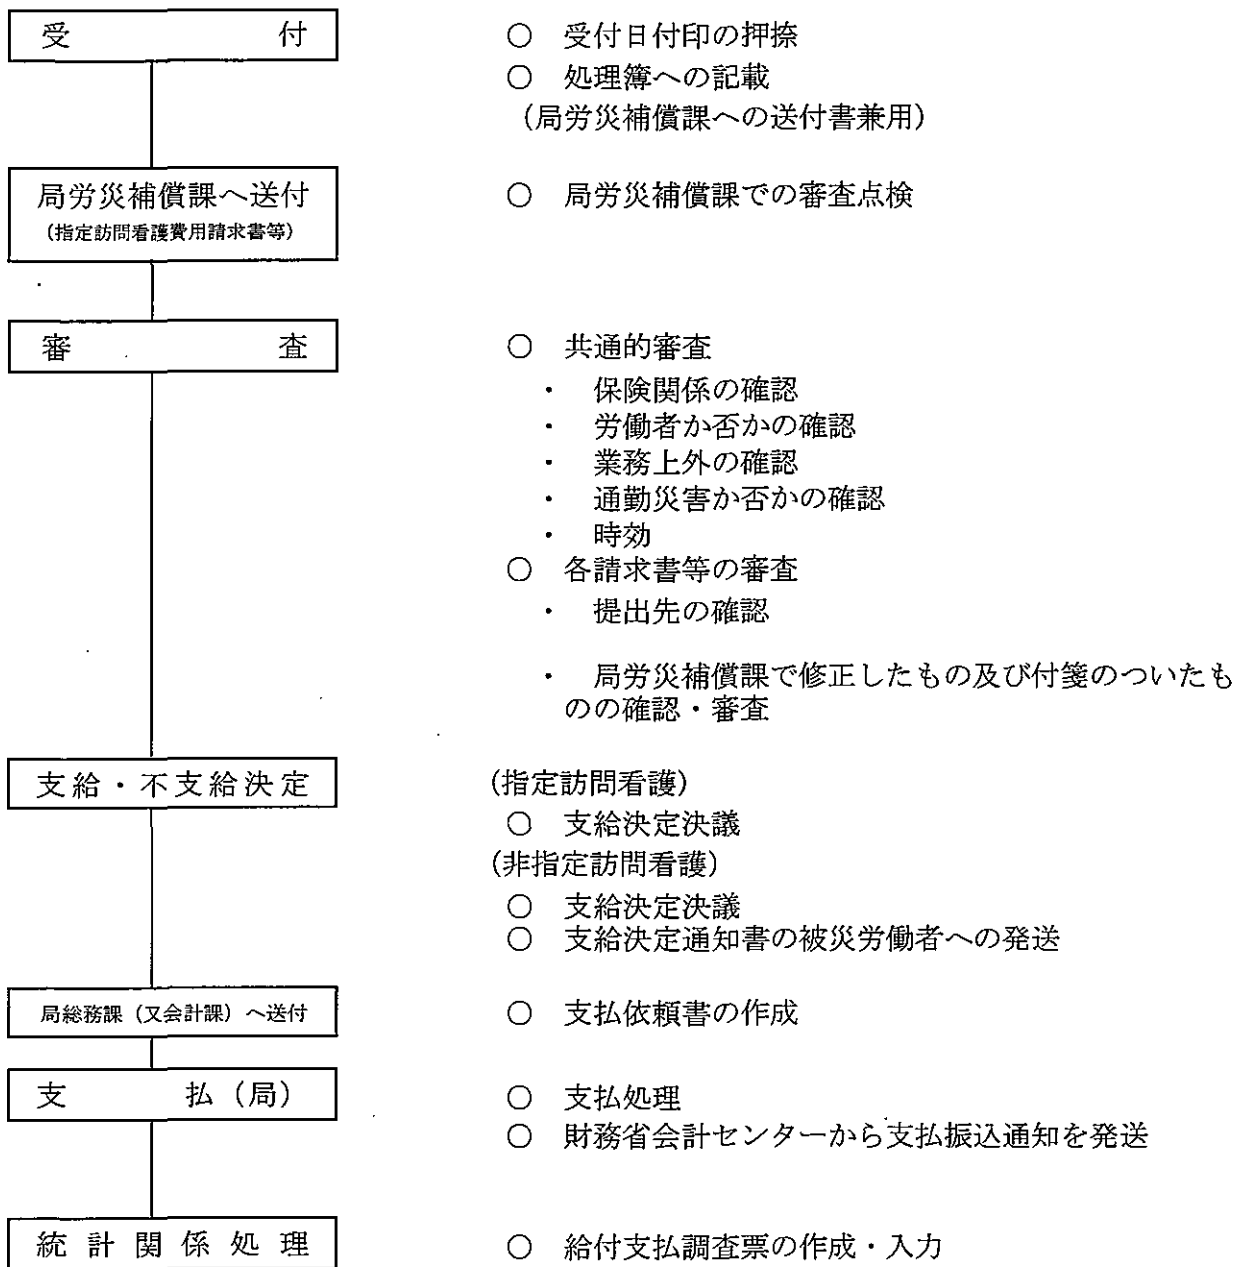 受付
○ 受付日付印の押捺
○ 処理簿への記載
（局労災補償課への送付書兼用）
局労災補償課へ送付
（指定訪問看護費用請求書等）
○ 局労災補償課での審査点検
審査
○ 共通的審査
・ 保険関係の確認
・ 労働者か否かの確認
・ 業務上外の確認
・ 通勤災害か否かの確認
・ 時効
○ 各請求書等の審査
・ 提出先の確認
・ 局労災補償課で修正したもの及び付箋のついたも
のの確認・審査
支給・不支給決定
（指定訪問看護）
○ 支給決定決議
（非指定訪問看護）
○ 支給決定決議
○ 支給決定通知書の被災労働者への発送
局総務課（又会計課）へ送付
○ 支払依頼書の作成
支払（局）
○ 支払処理
○ 財務省会計センターから支払振込通知を発送
統計関係処理
○ 給付支払調査票の作成・入力